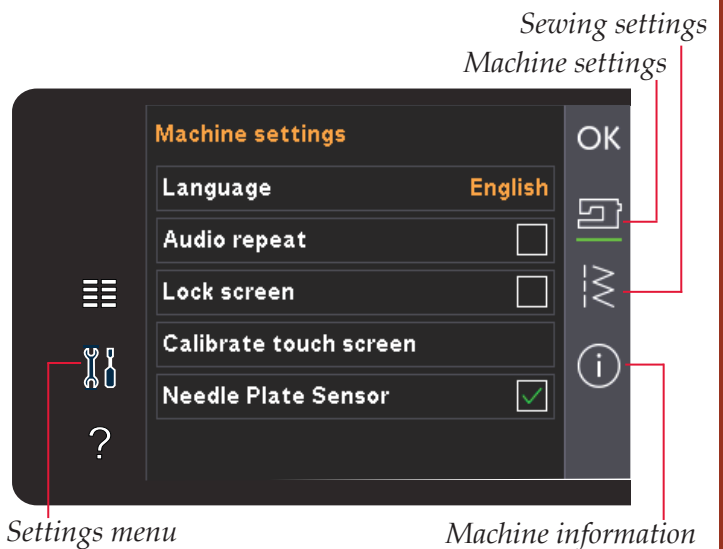 Sewing settings
Machine settings
Machine settings
OK
Language English
Audio repeat
Lock screen
Calibrate touch screen
Needle Plate Sensor
?
i
Settings menu
Machine information